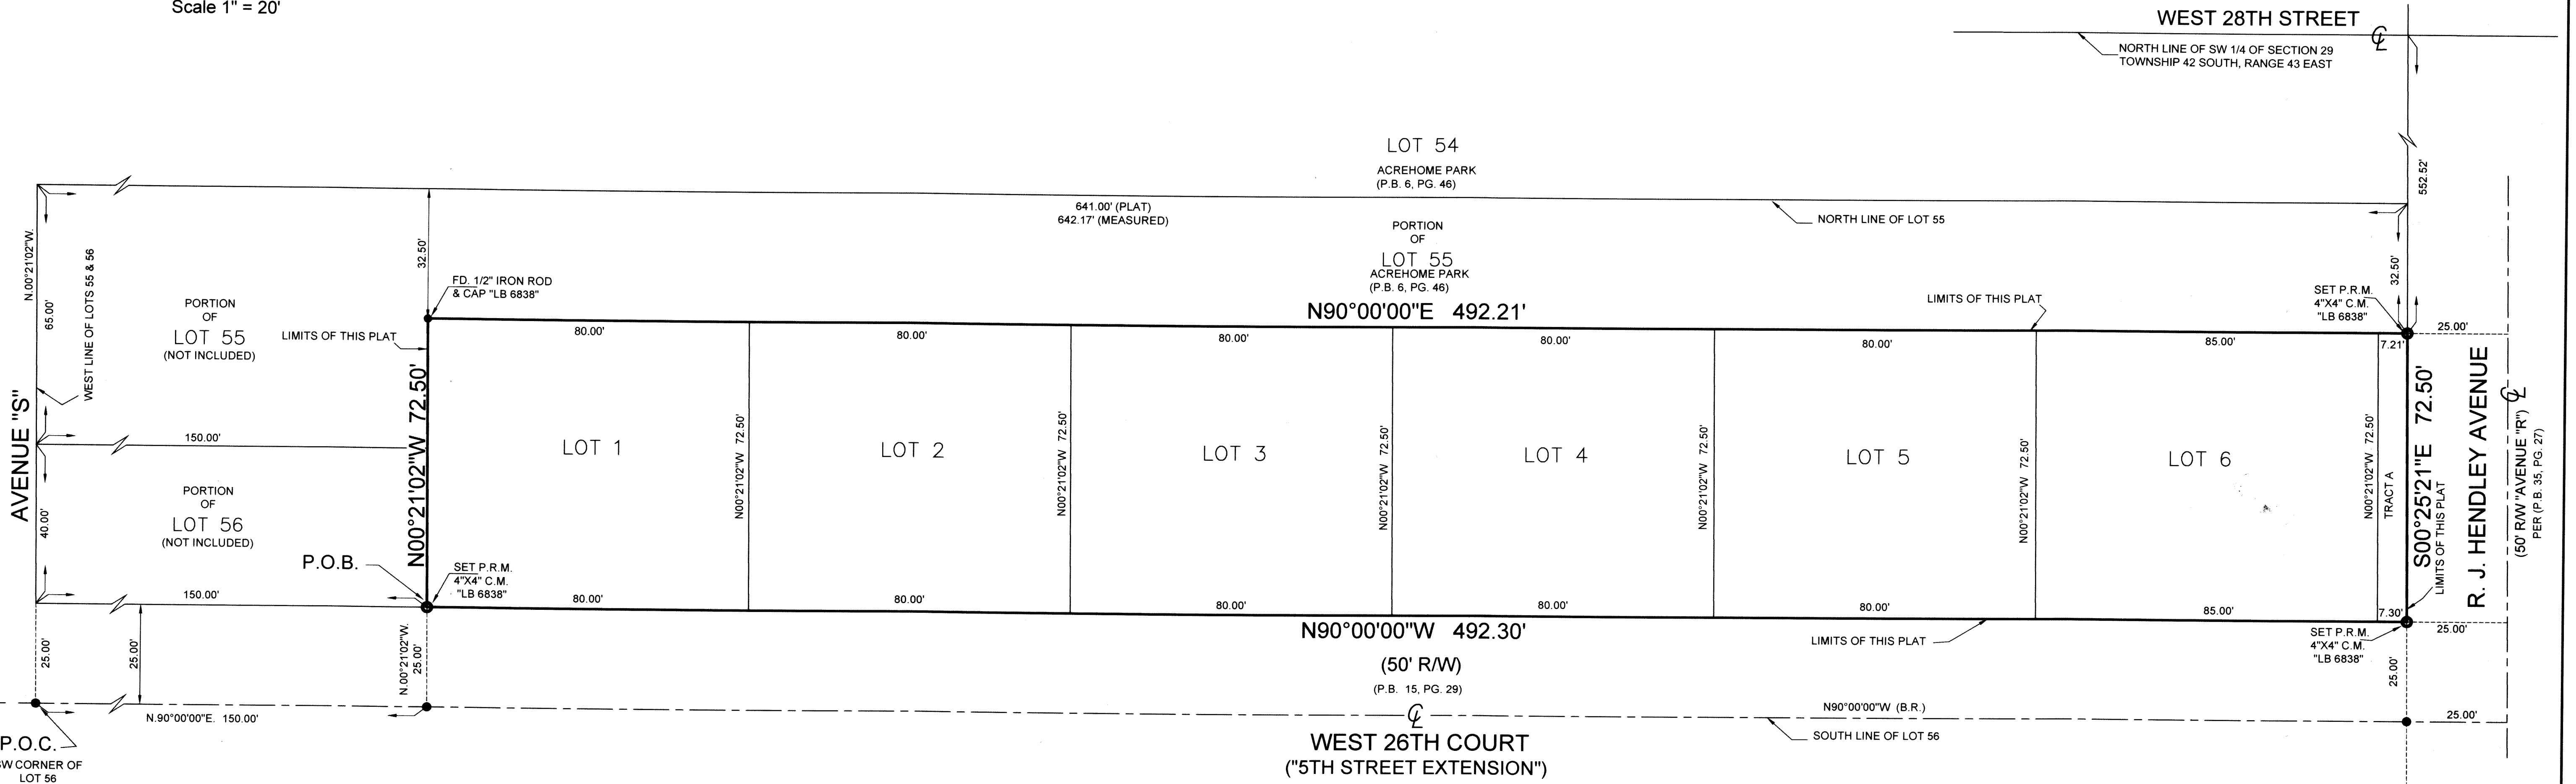 Scale 1" = 20'
WEST 28TH STREET
NORTH LINE OF SW 1/4 OF SECTION 29
TOWNSHIP 42 SOUTH, RANGE 43 EAST
LOT 54
ACREHOME PARK
(P.B. 6, PG. 46)
552.52'
641.00' (PLAT)
642.17' (MEASURED)
NORTH LINE OF LOT 55
PORTION
OF
LOT 55
ACREHOME PARK
(P.B. 6, PG. 46)
N.00°21'02"W.
65.00'
WEST LINE OF LOTS 55 & 56
32.50'
FD. 1/2" IRON ROD
& CAP "LB 6838"
32.50'
SET P.R.M.
4"X4" C.M.
"LB 6838"
PORTION
OF
LOT 55
(NOT INCLUDED)
LIMITS OF THIS PLAT
N90°00'00"E 492.21'
LIMITS OF THIS PLAT
25.00'
80.00'
80.00'
80.00'
80.00'
80.00'
85.00'
7.21'
AVENUE "S"
150.00'
N00°21'02"W 72.50'
LOT 1
N00°21'02"W 72.50'
LOT 2
N00°21'02"W 72.50'
LOT 3
N00°21'02"W 72.50'
LOT 4
N00°21'02"W 72.50'
LOT 5
N00°21'02"W 72.50'
LOT 6
N00°21'02"W 72.50'
TRACT A
S00°25'21"E 72.50'
LIMITS OF THIS PLAT
R. J. HENDLEY AVENUE
(50' R/W "AVENUE "R")
PER (P.B. 35, PG. 27)
40.00'
PORTION
OF
LOT 56
(NOT INCLUDED)
P.O.B.
SET P.R.M.
4"X4" C.M.
"LB 6838"
150.00'
80.00'
80.00'
80.00'
80.00'
80.00'
85.00'
7.30'
N90°00'00"W 492.30'
LIMITS OF THIS PLAT
SET P.R.M.
4"X4" C.M.
"LB 6838"
25.00'
25.00'
25.00'
N.00°21'02"W.
25.00'
(50' R/W)
(P.B. 15, PG. 29)
25.00'
N.90°00'00"E. 150.00'
N90°00'00"W (B.R.)
25.00'
SOUTH LINE OF LOT 56
P.O.C.
SW CORNER OF
LOT 56
WEST 26TH COURT
("5TH STREET EXTENSION")